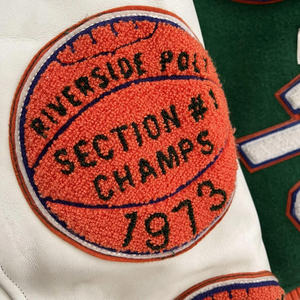 RIVERSIDE POLY
SECTION #1
CHAMPS
1973